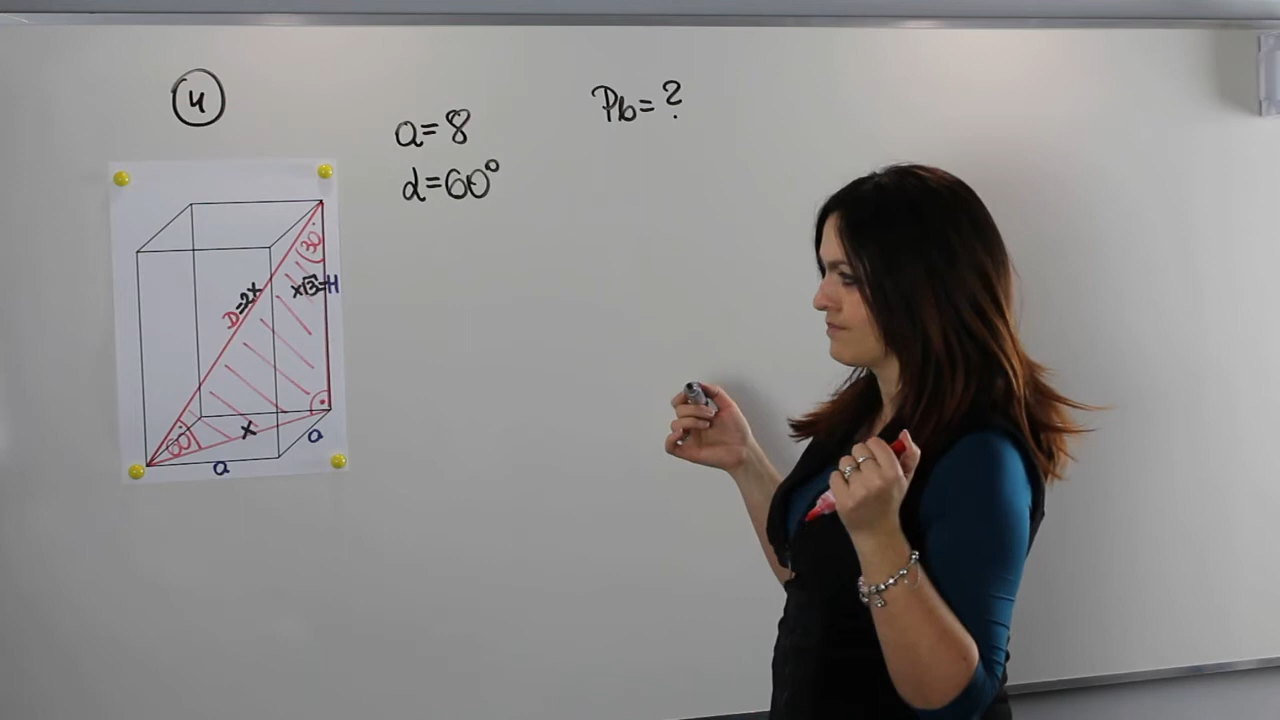 4
a=8
α=60°
Pb=?
30°
D=2x
x√3=H
60°
x
a
a